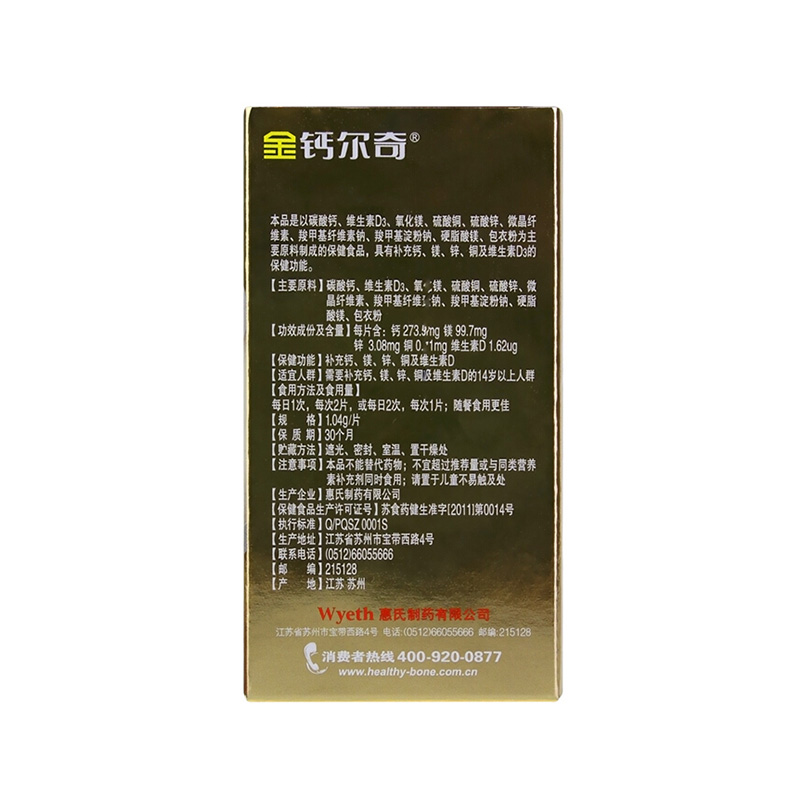 金钙尔奇®
本品是以碳酸钙、维生素D₃、氧化镁、硫酸铜、硫酸锌、微晶纤
维素、羧甲基纤维素钠、羧甲基淀粉钠、硬脂酸镁、包衣粉为主
要原料制成的保健食品，具有补充钙、镁、锌、铜及维生素D₃的
保健功能。
【主要原料】碳酸钙、维生素D₃、氧化镁、硫酸铜、硫酸锌、微
晶纤维素、羧甲基纤维素钠、羧甲基淀粉钠、硬脂
酸镁、包衣粉
【功效成份及含量】每片含：钙 273.9mg 镁 99.7mg
锌 3.08mg 铜 维生素D 1.62ug
【保健功能】补充钙、镁、锌、铜及维生素D
【适宜人群】需要补充钙、镁、锌、铜及维生素D的14岁以上人群
【食用方法及食用量】
每日1次，每次2片，或每日2次，每次1片；随餐食用更佳
【规 格】1.04g/片
【保 质 期】30个月
【贮藏方法】遮光、密封、室温、置干燥处
【注意事项】本品不能替代药物；不宜超过推荐量或与同类营养
素补充剂同时食用；请置于儿童不易触及处
【生产企业】惠氏制药有限公司
【保健食品生产许可证号】苏食药健生准字[2011]第0014号
【执行标准】Q/PQSZ 0001S
【生产地址】江苏省苏州市宝带西路4号
【联系电话】(0512)66055666
【邮 编】215128
【产 地】江苏 苏州
Wyeth 惠氏制药有限公司
江苏省苏州市宝带西路4号 电话:(0512)66055666 邮编:215128
消费者热线 400-920-0877
www.healthy-bone.com.cn